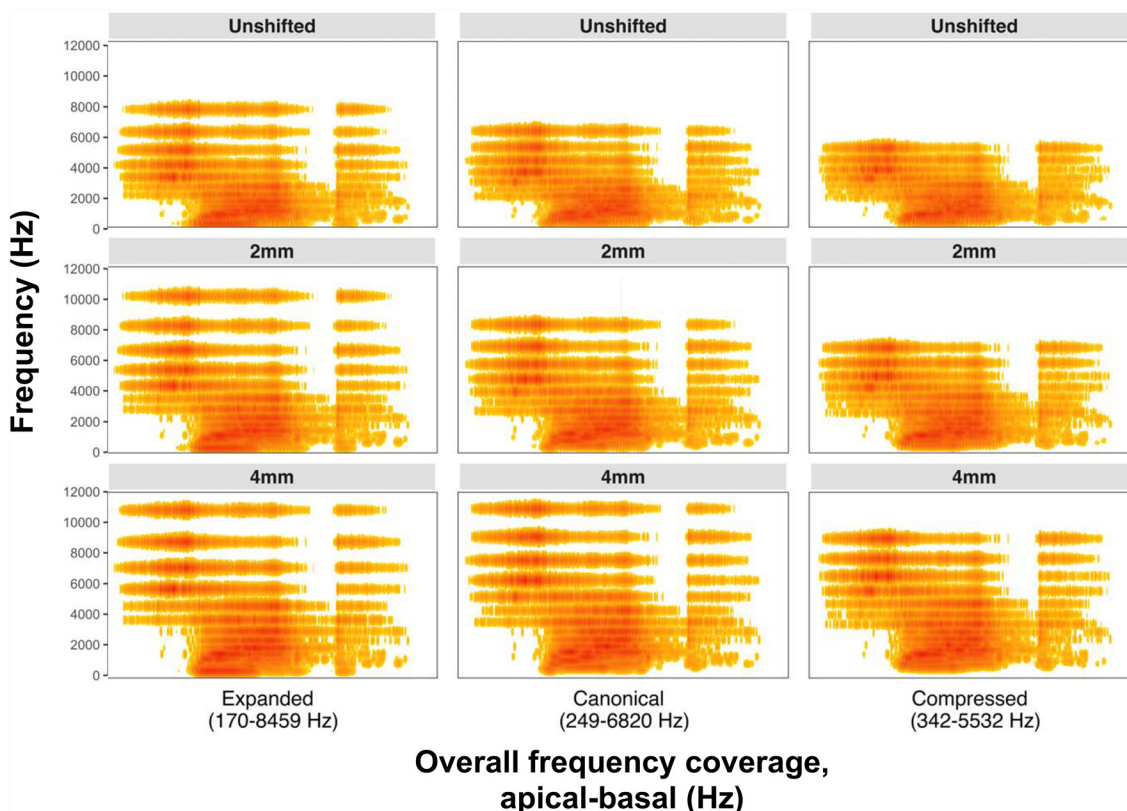 Unshifted Unshifted Unshifted
12000
10000
8000
6000
4000
2000
0
2mm 2mm 2mm
12000
10000
8000
6000
4000
2000
0
4mm 4mm 4mm
12000
10000
8000
6000
4000
2000
0
Frequency (Hz)
Expanded Canonical Compressed
(170-8459 Hz) (249-6820 Hz) (342-5532 Hz)
Overall frequency coverage,
apical-basal (Hz)